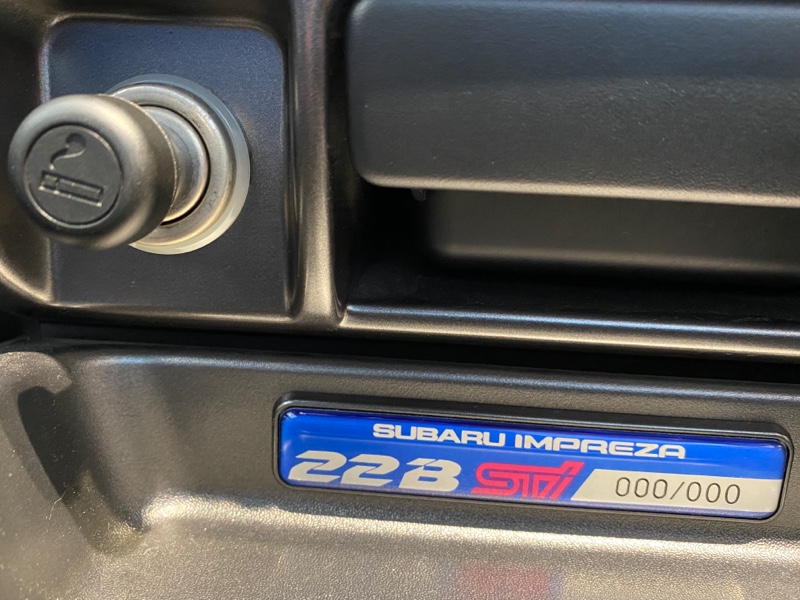 SUBARU IMPREZA
22B STi 000/000